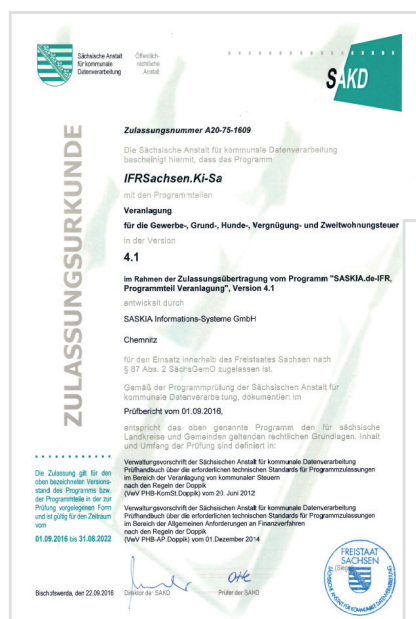 Sächsische Anstalt
für kommunale
Datenverarbeitung
Öffentlich-
rechtliche
Anstalt
SAKD
ZULASSUNGSURKUNDE
Zulassungsnummer A20-75-1609
Die Sächsische Anstalt für kommunale Datenverarbeitung
bescheinigt hiermit, dass das Programm
IFRSachsen.Ki-Sa
mit den Programmteilen
Veranlagung
für die Gewerbe-, Grund-, Hunde-, Vergnügung- und Zweitwohnungsteuer
in der Version
4.1
im Rahmen der Zulassungsübertragung vom Programm "SASKIA.de-IFR,
Programmteil Veranlagung", Version 4.1
entwickelt durch
SASKIA Informations-Systeme GmbH
Chemnitz
für den Einsatz innerhalb des Freistaates Sachsen nach
§ 87 Abs. 2 SächsGemO zugelassen ist.
Gemäß der Programmprüfung der Sächsischen Anstalt für
kommunale Datenverarbeitung, dokumentiert im
Prüfbericht vom 01.09.2016,
entspricht das oben genannte Programm den für sächsische
Landkreise und Gemeinden geltenden rechtlichen Grundlagen. Inhalt
und Umfang der Prüfung sind definiert in:
Verwaltungsvorschrift der Sächsischen Anstalt für kommunale Datenverarbeitung
Prüfhandbuch über die erforderlichen technischen Standards für Programmzulassungen
im Bereich der Veranlagung von kommunalen Steuern
nach den Regeln der Doppik
(VwV PHB-KomSt.Doppik) vom 20. Juni 2012
Verwaltungsvorschrift der Sächsischen Anstalt für kommunale Datenverarbeitung
Prüfhandbuch über die erforderlichen technischen Standards für Programmzulassungen
im Bereich der Allgemeinen Anforderungen an Finanzverfahren
nach den Regeln der Doppik
(VwV PHB-AP.Doppik) vom 01.Dezember 2014
Die Zulassung gilt für den
oben bezeichneten Versions-
stand des Programms bzw.
der Programmteile in der zur
Prüfung vorgelegenen Form
und ist gültig für den Zeitraum
vom
01.09.2016 bis 31.08.2022
Bischofswerda, den 22.09.2016
Direktor der SAKD
Otte
Prüfer der SAKD
FREISTAAT
SACHSEN
(Siegel)